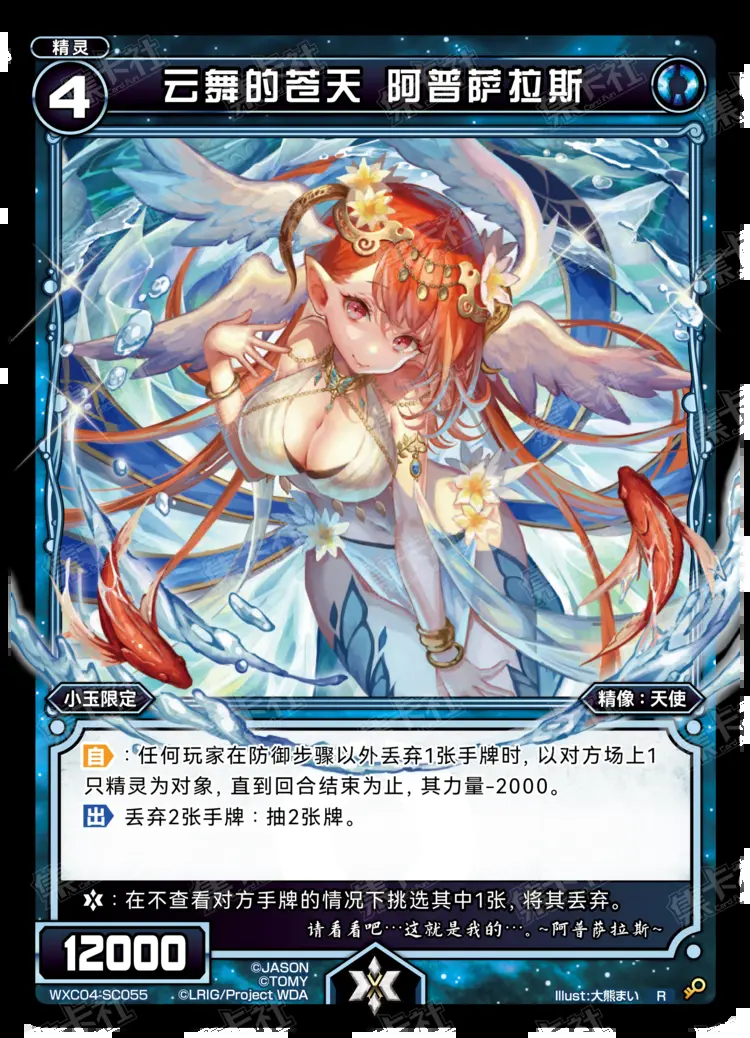 精灵
4
云舞的苍天 阿普萨拉斯
小玉限定
精像：天使
自：任何玩家在防御步骤以外丢弃1张手牌时，以对方场上1
只精灵为对象，直到回合结束为止，其力量-2000。
出 丢弃2张手牌：抽2张牌。
：在不查看对方手牌的情况下挑选其中1张，将其丢弃。
请看看吧…这就是我的…。~阿普萨拉斯~
12000
©JASON
©TOMY
WXC04-SC055 ©LRIG/Project WDA
Illust:大熊まい R
集卡社